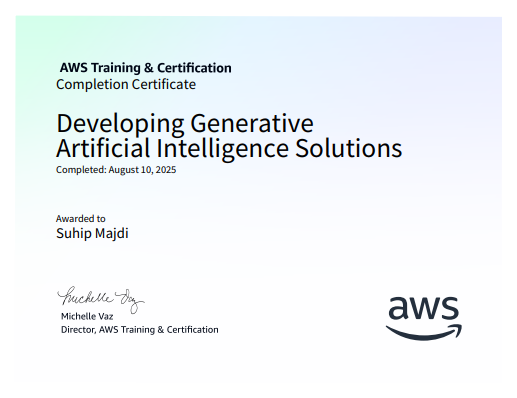 AWS Training & Certification
Completion Certificate
Developing Generative
Artificial Intelligence Solutions
Completed: August 10, 2025
Awarded to
Suhip Majdi
Michelle Vaz
Michelle Vaz
Director, AWS Training & Certification
aws